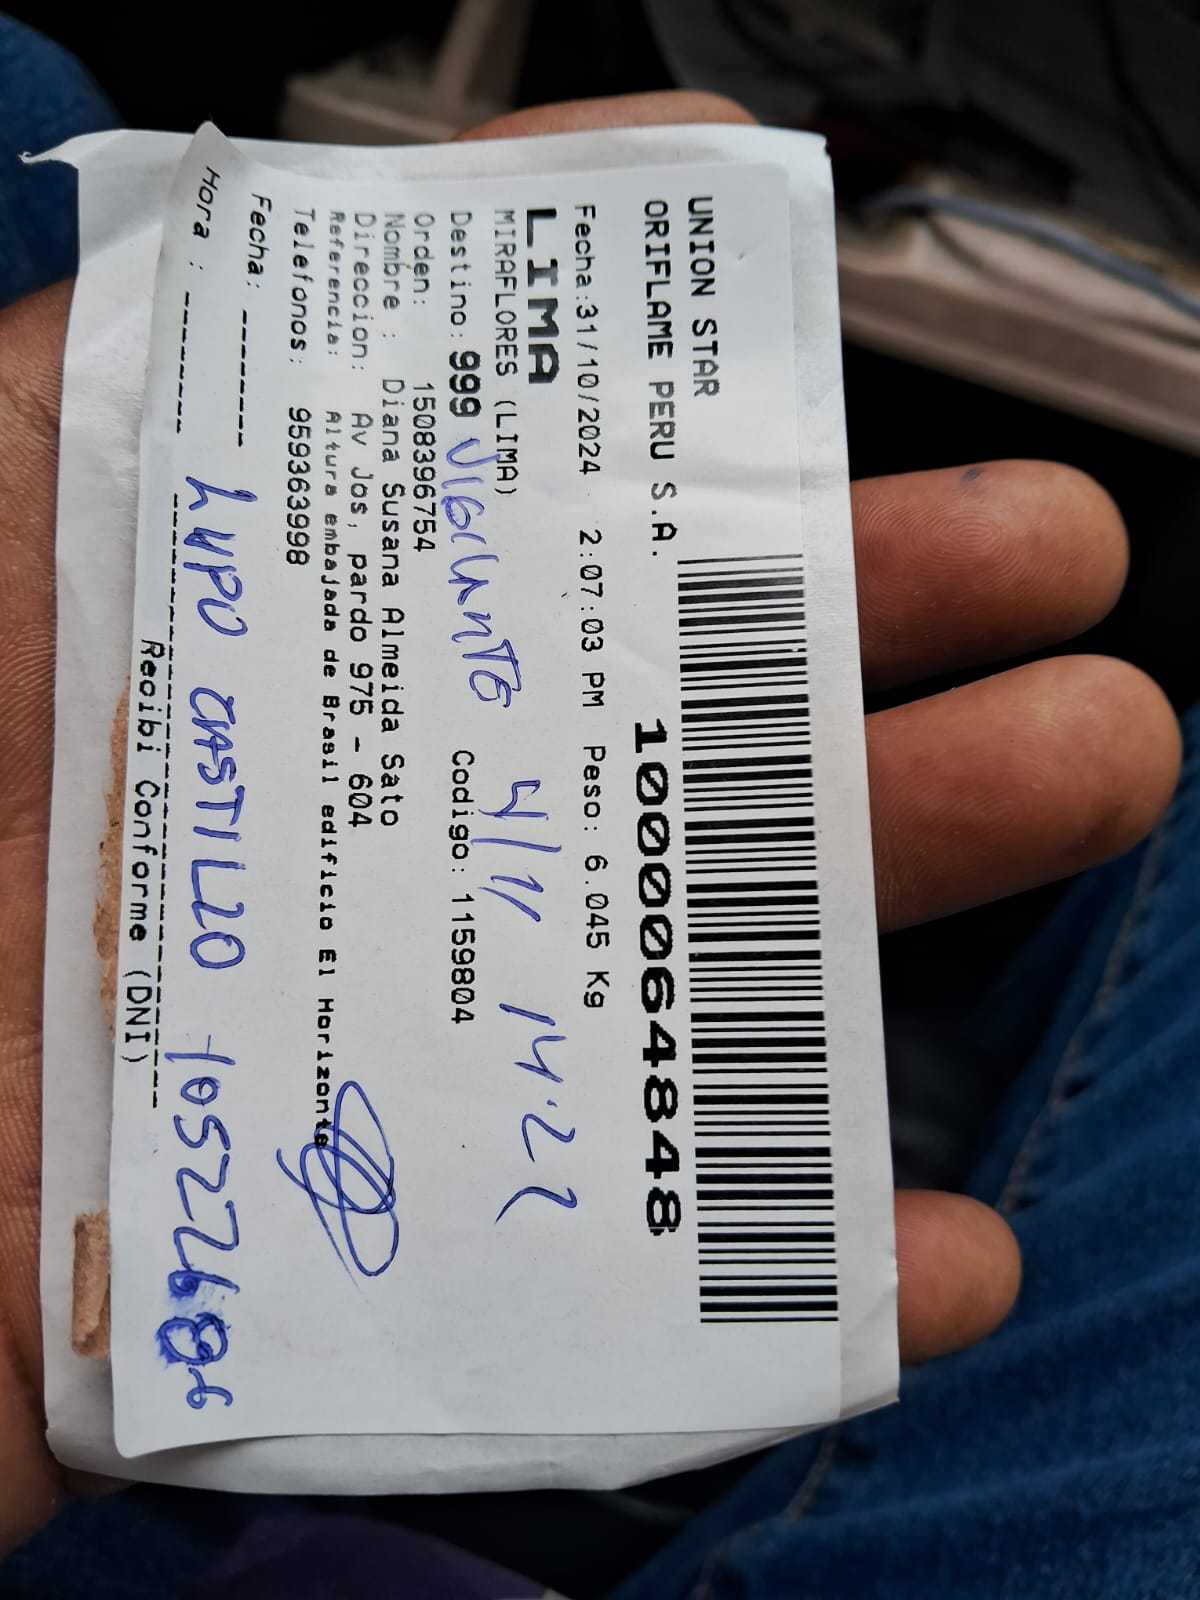 UNION STAR
ORIFLAME PERU S.A.
1000064848
Fecha:31/10/2024 2:07:03 PM Peso: 6.045 Kg
LIMA
MIRAFLORES (LIMA)
4/11 14.22
Destino: 999 VIGILANTE Codigo: 1159804
Orden: 1508396754
Nombre : Diana Susana Almeida Sato
Direccion: Av Jos, pardo 975 - 604
Referencia: Altura embajada de Brasil edificio El Horizonte
Telefonos: 959363998
Fecha: -------
Hora : --------
LUPO CASTILLO
Recibi Conforme (DNI)